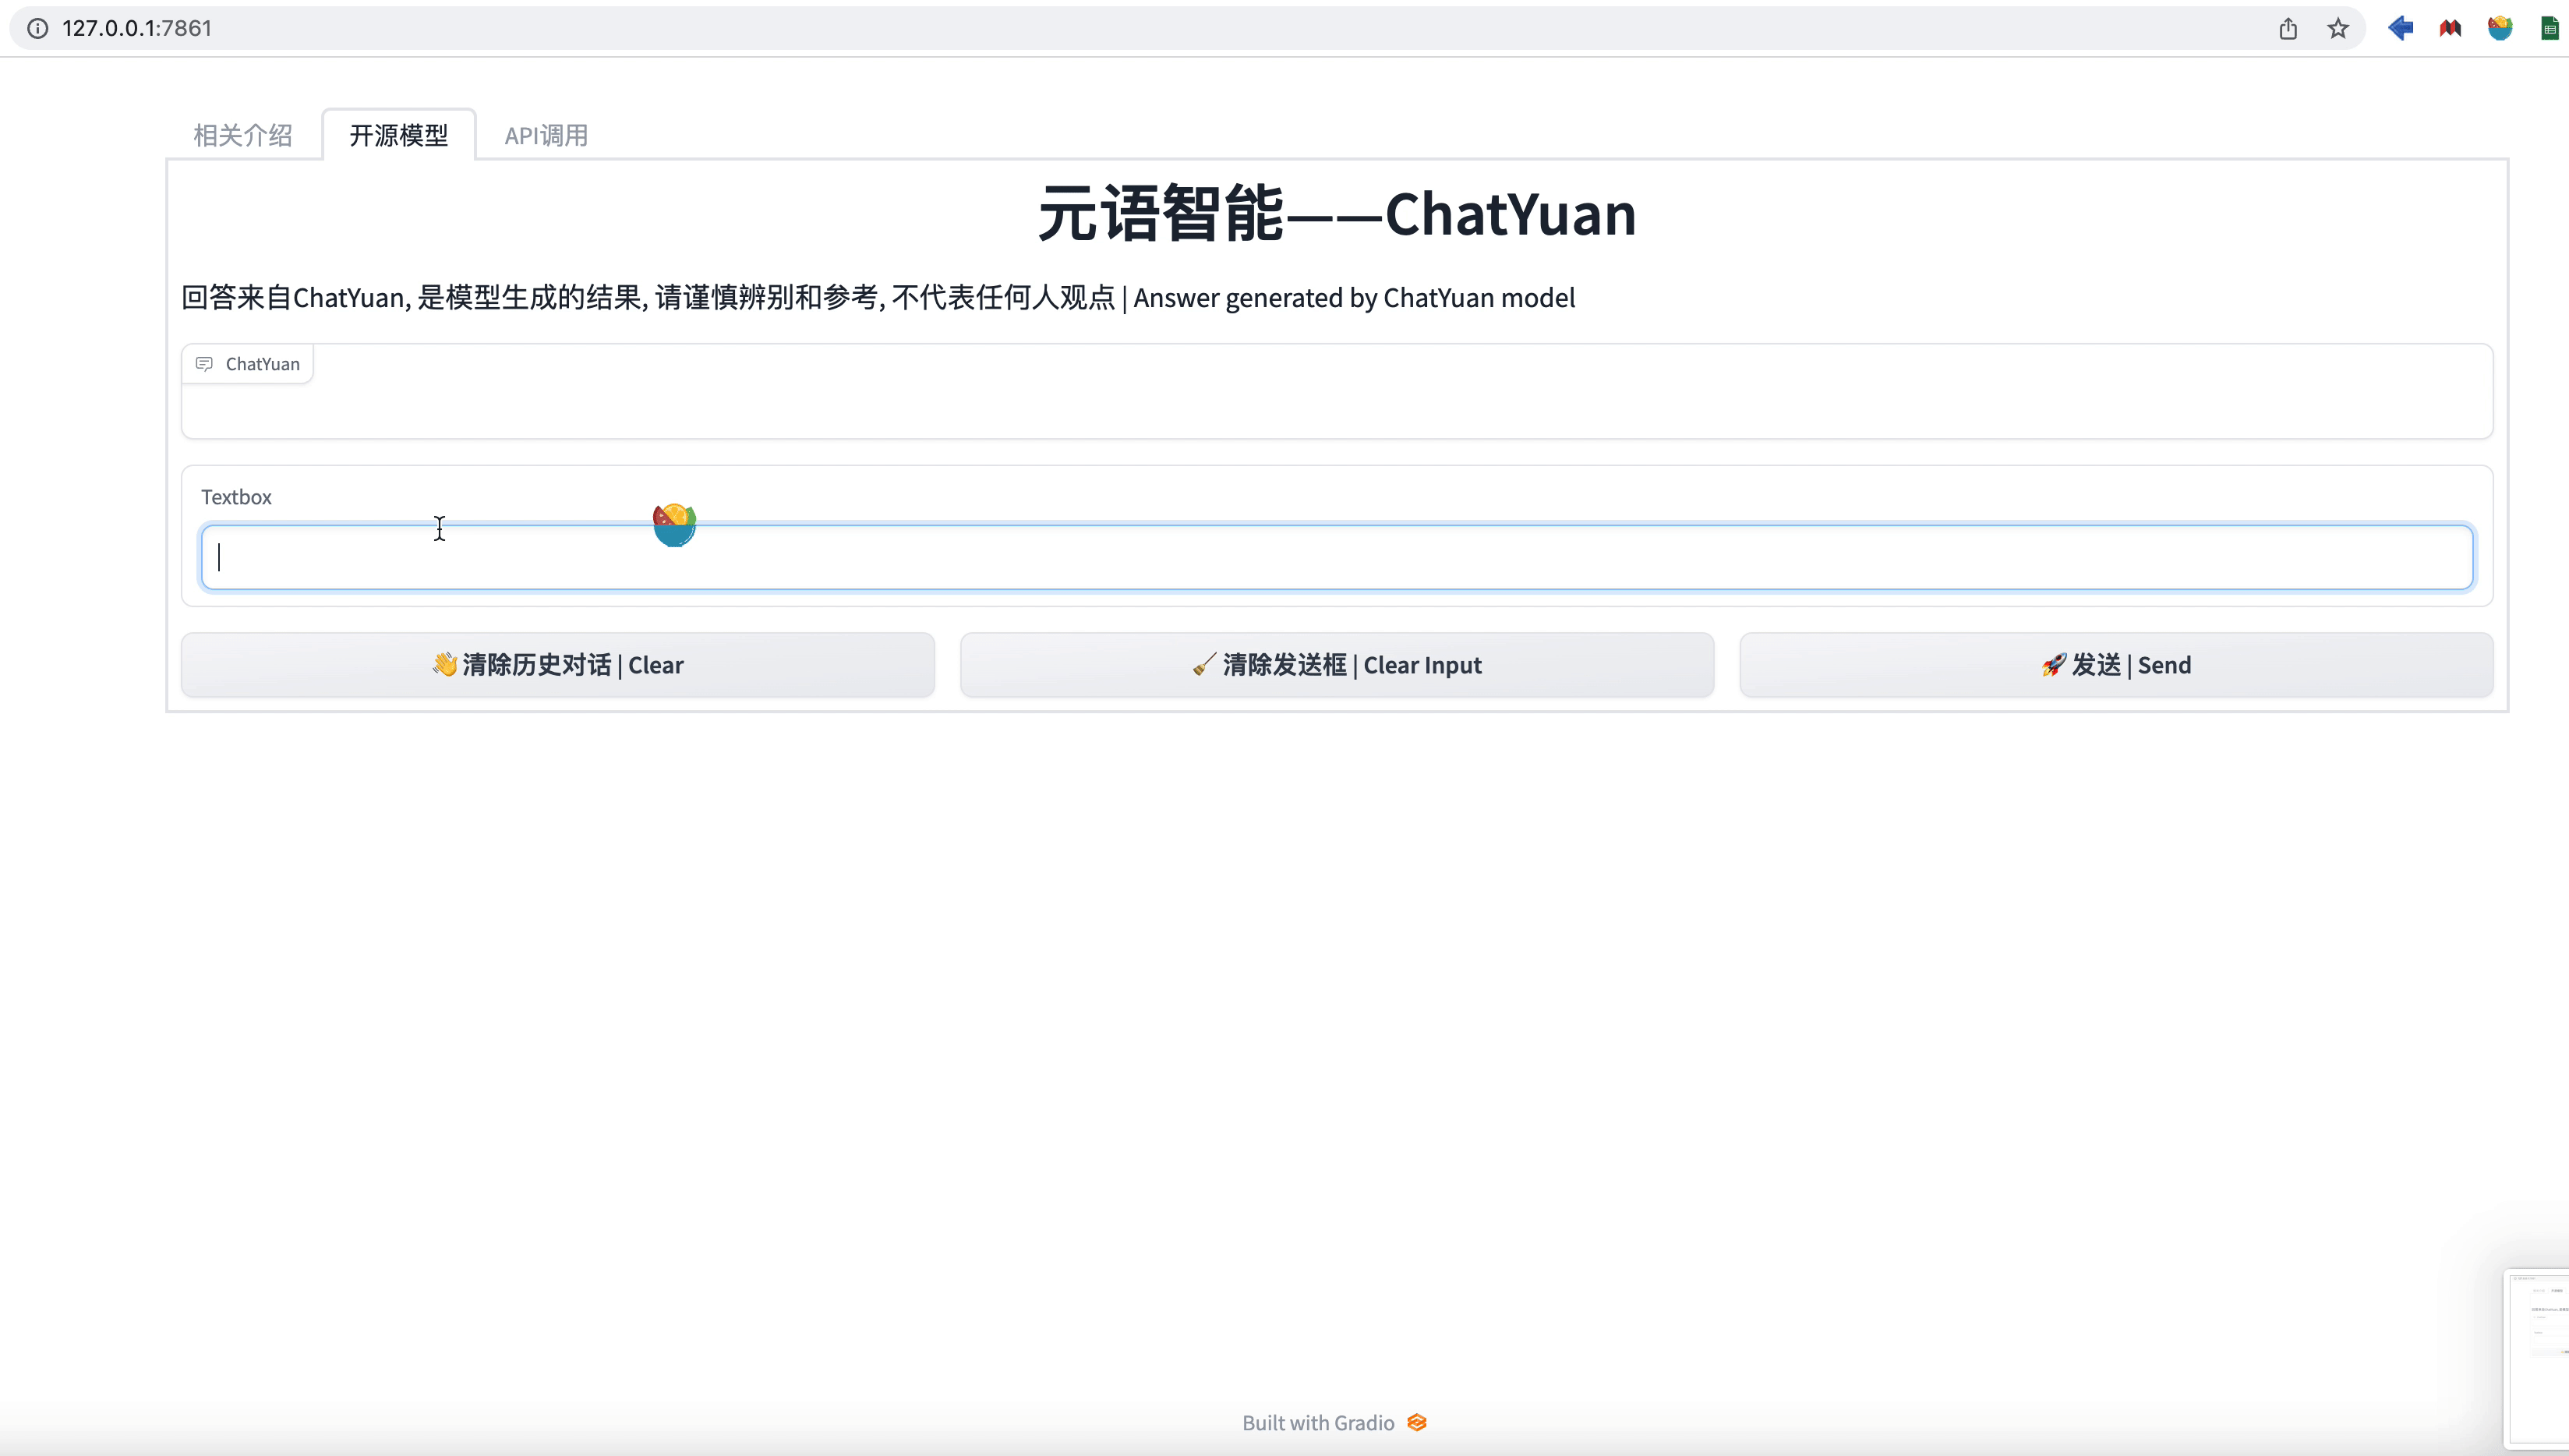 127.0.0.1:7861
相关介绍 开源模型 API调用
元语智能——ChatYuan
回答来自ChatYuan, 是模型生成的结果, 请谨慎辨别和参考, 不代表任何人观点 | Answer generated by ChatYuan model
ChatYuan
Textbox
👋 清除历史对话 | Clear 🧹 清除发送框 | Clear Input 🚀 发送 | Send
Built with Gradio